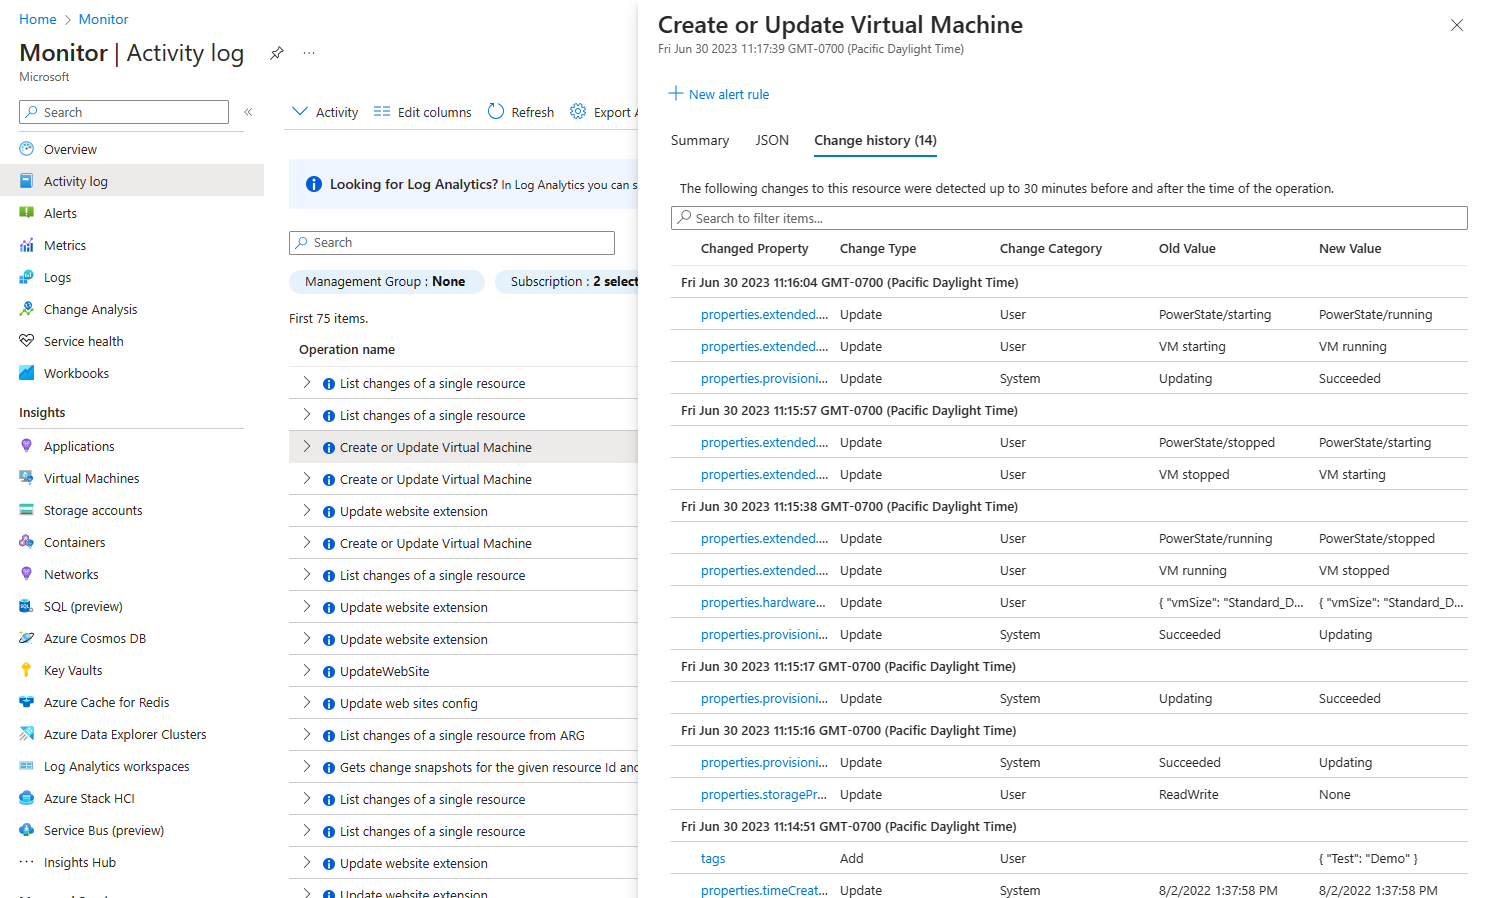 Home > Monitor
Monitor | Activity log
Microsoft
Search
Overview
Activity log
Alerts
Metrics
Logs
Change Analysis
Service health
Workbooks
Insights
Applications
Virtual Machines
Storage accounts
Containers
Networks
SQL (preview)
Azure Cosmos DB
Key Vaults
Azure Cache for Redis
Azure Data Explorer Clusters
Log Analytics workspaces
Azure Stack HCI
Service Bus (preview)
Insights Hub
Activity Edit columns Refresh Export
Looking for Log Analytics? In Log Analytics you can
Search
Management Group : None Subscription : 2 select
First 75 items.
Operation name
List changes of a single resource
List changes of a single resource
Create or Update Virtual Machine
Create or Update Virtual Machine
Update website extension
Create or Update Virtual Machine
List changes of a single resource
Update website extension
Update website extension
UpdateWebSite
Update web sites config
List changes of a single resource from ARG
Gets change snapshots for the given resource Id and
List changes of a single resource
List changes of a single resource
Update website extension
Update website extension
Create or Update Virtual Machine
Fri Jun 30 2023 11:17:39 GMT-0700 (Pacific Daylight Time)
New alert rule
Summary JSON Change history (14)
The following changes to this resource were detected up to 30 minutes before and after the time of the operation.
Search to filter items...
Changed Property Change Type Change Category Old Value New Value
Fri Jun 30 2023 11:16:04 GMT-0700 (Pacific Daylight Time)
properties.extended.... Update User PowerState/starting PowerState/running
properties.extended.... Update User VM starting VM running
properties.provisioni... Update System Updating Succeeded
Fri Jun 30 2023 11:15:57 GMT-0700 (Pacific Daylight Time)
properties.extended.... Update User PowerState/stopped PowerState/starting
properties.extended.... Update User VM stopped VM starting
Fri Jun 30 2023 11:15:38 GMT-0700 (Pacific Daylight Time)
properties.extended.... Update User PowerState/running PowerState/stopped
properties.extended.... Update User VM running VM stopped
properties.hardware... Update User { "vmSize": "Standard_D... { "vmSize": "Standard_D...
properties.provisioni... Update System Succeeded Updating
Fri Jun 30 2023 11:15:17 GMT-0700 (Pacific Daylight Time)
properties.provisioni... Update System Updating Succeeded
Fri Jun 30 2023 11:15:16 GMT-0700 (Pacific Daylight Time)
properties.provisioni... Update System Succeeded Updating
properties.storagePr... Update User ReadWrite None
Fri Jun 30 2023 11:14:51 GMT-0700 (Pacific Daylight Time)
tags Add User { "Test": "Demo" }
properties.timeCreat... Update System 8/2/2022 1:37:58 PM 8/2/2022 1:37:58 PM